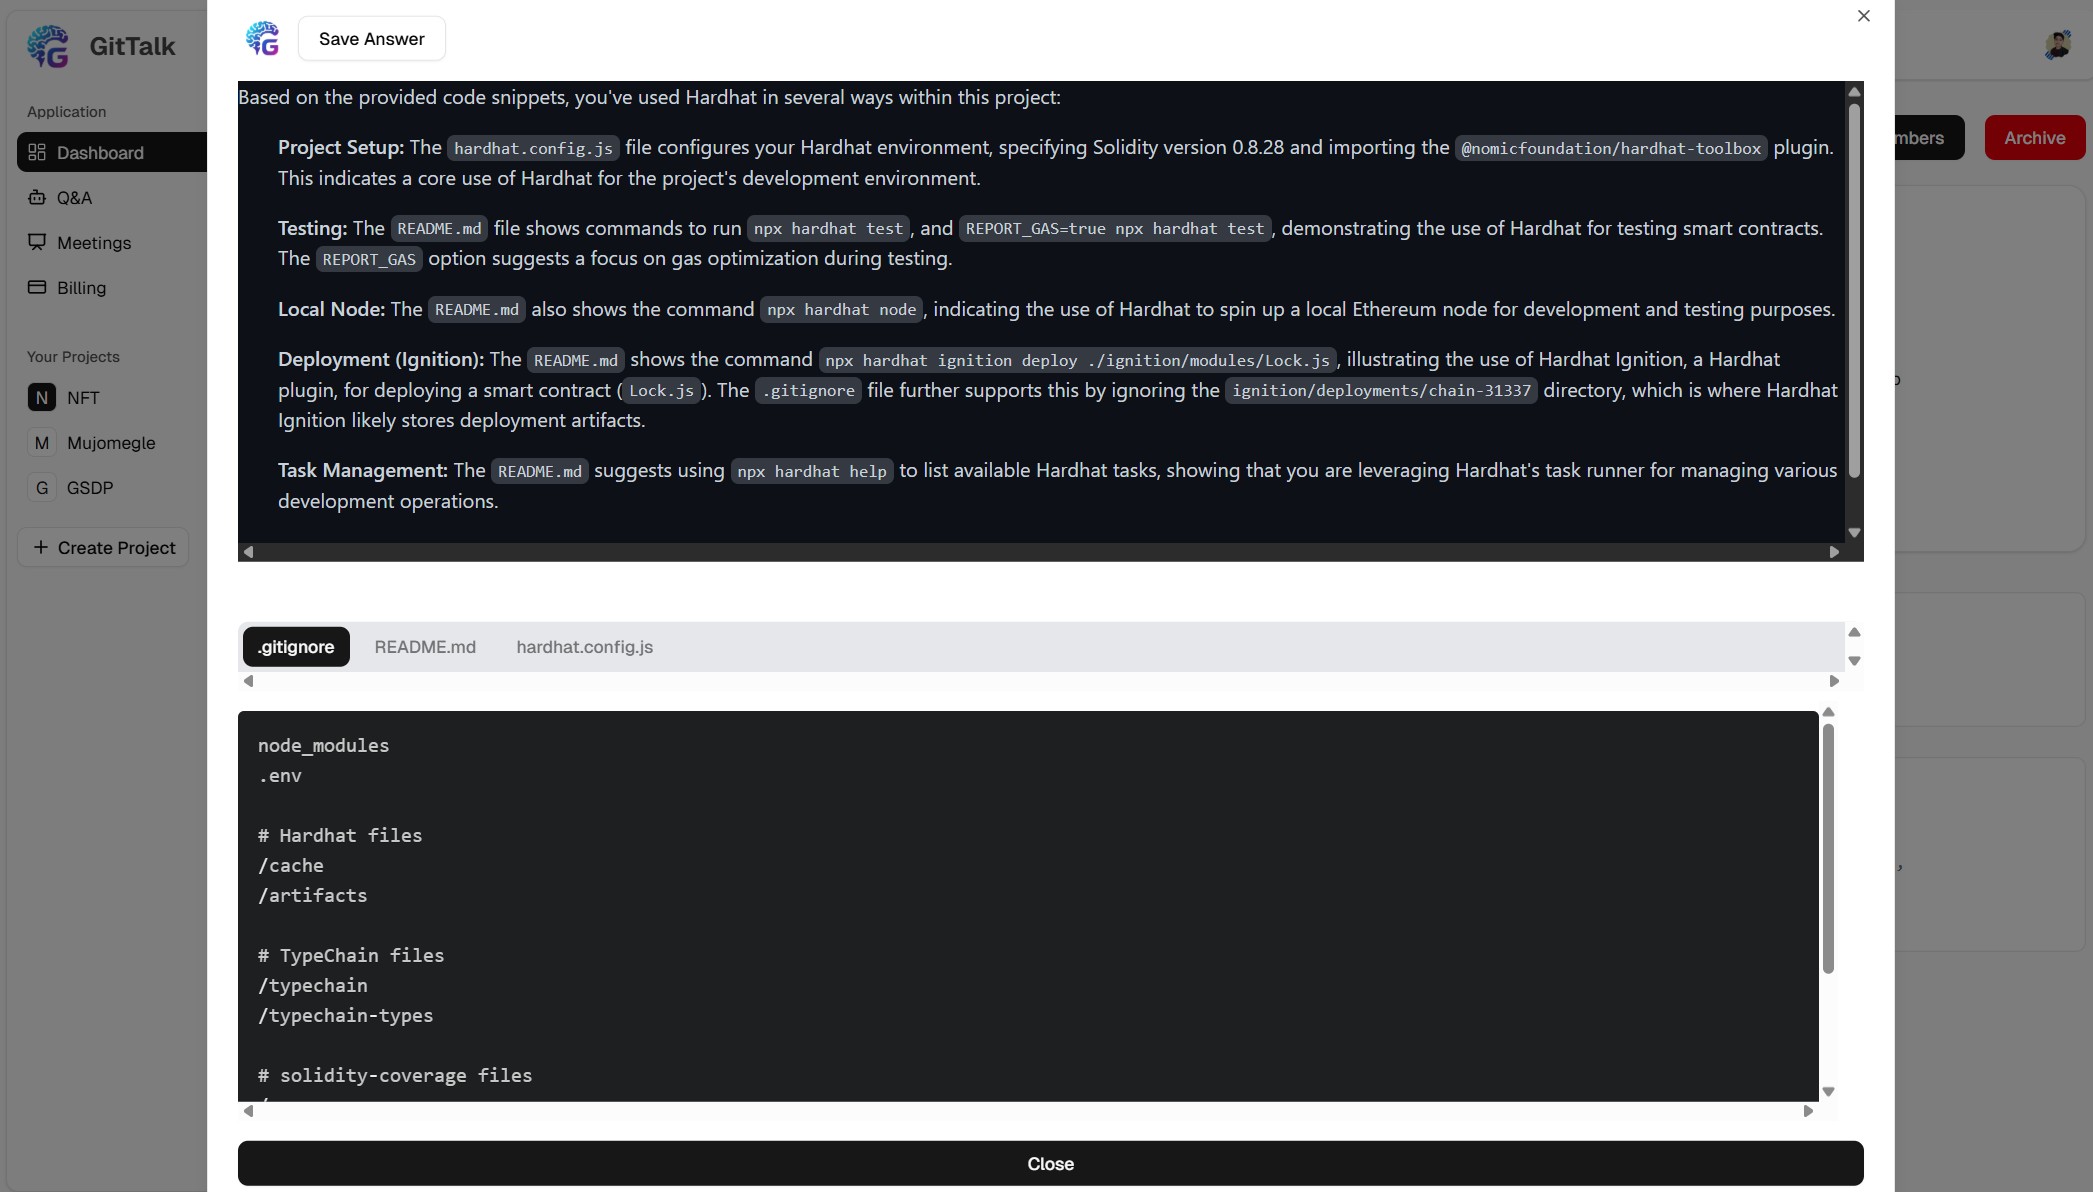 GitTalk
Application
Dashboard
Q&A
Meetings
Billing
Your Projects
N NFT
M Mujomegle
G GSDP
+ Create Project
Save Answer
Based on the provided code snippets, you've used Hardhat in several ways within this project:
Project Setup: The hardhat.config.js file configures your Hardhat environment, specifying Solidity version 0.8.28 and importing the @nomicfoundation/hardhat-toolbox plugin.
This indicates a core use of Hardhat for the project's development environment.
Testing: The README.md file shows commands to run npx hardhat test, and REPORT_GAS=true npx hardhat test, demonstrating the use of Hardhat for testing smart contracts.
The REPORT_GAS option suggests a focus on gas optimization during testing.
Local Node: The README.md also shows the command npx hardhat node, indicating the use of Hardhat to spin up a local Ethereum node for development and testing purposes.
Deployment (Ignition): The README.md shows the command npx hardhat ignition deploy ./ignition/modules/Lock.js, illustrating the use of Hardhat Ignition, a Hardhat
plugin, for deploying a smart contract (Lock.js). The .gitignore file further supports this by ignoring the ignition/deployments/chain-31337 directory, which is where Hardhat
Ignition likely stores deployment artifacts.
Task Management: The README.md suggests using npx hardhat help to list available Hardhat tasks, showing that you are leveraging Hardhat's task runner for managing various
development operations.
.gitignore README.md hardhat.config.js
node_modules
.env
# Hardhat files
/cache
/artifacts
# TypeChain files
/typechain
/typechain-types
# solidity-coverage files
Close
mbers
Archive